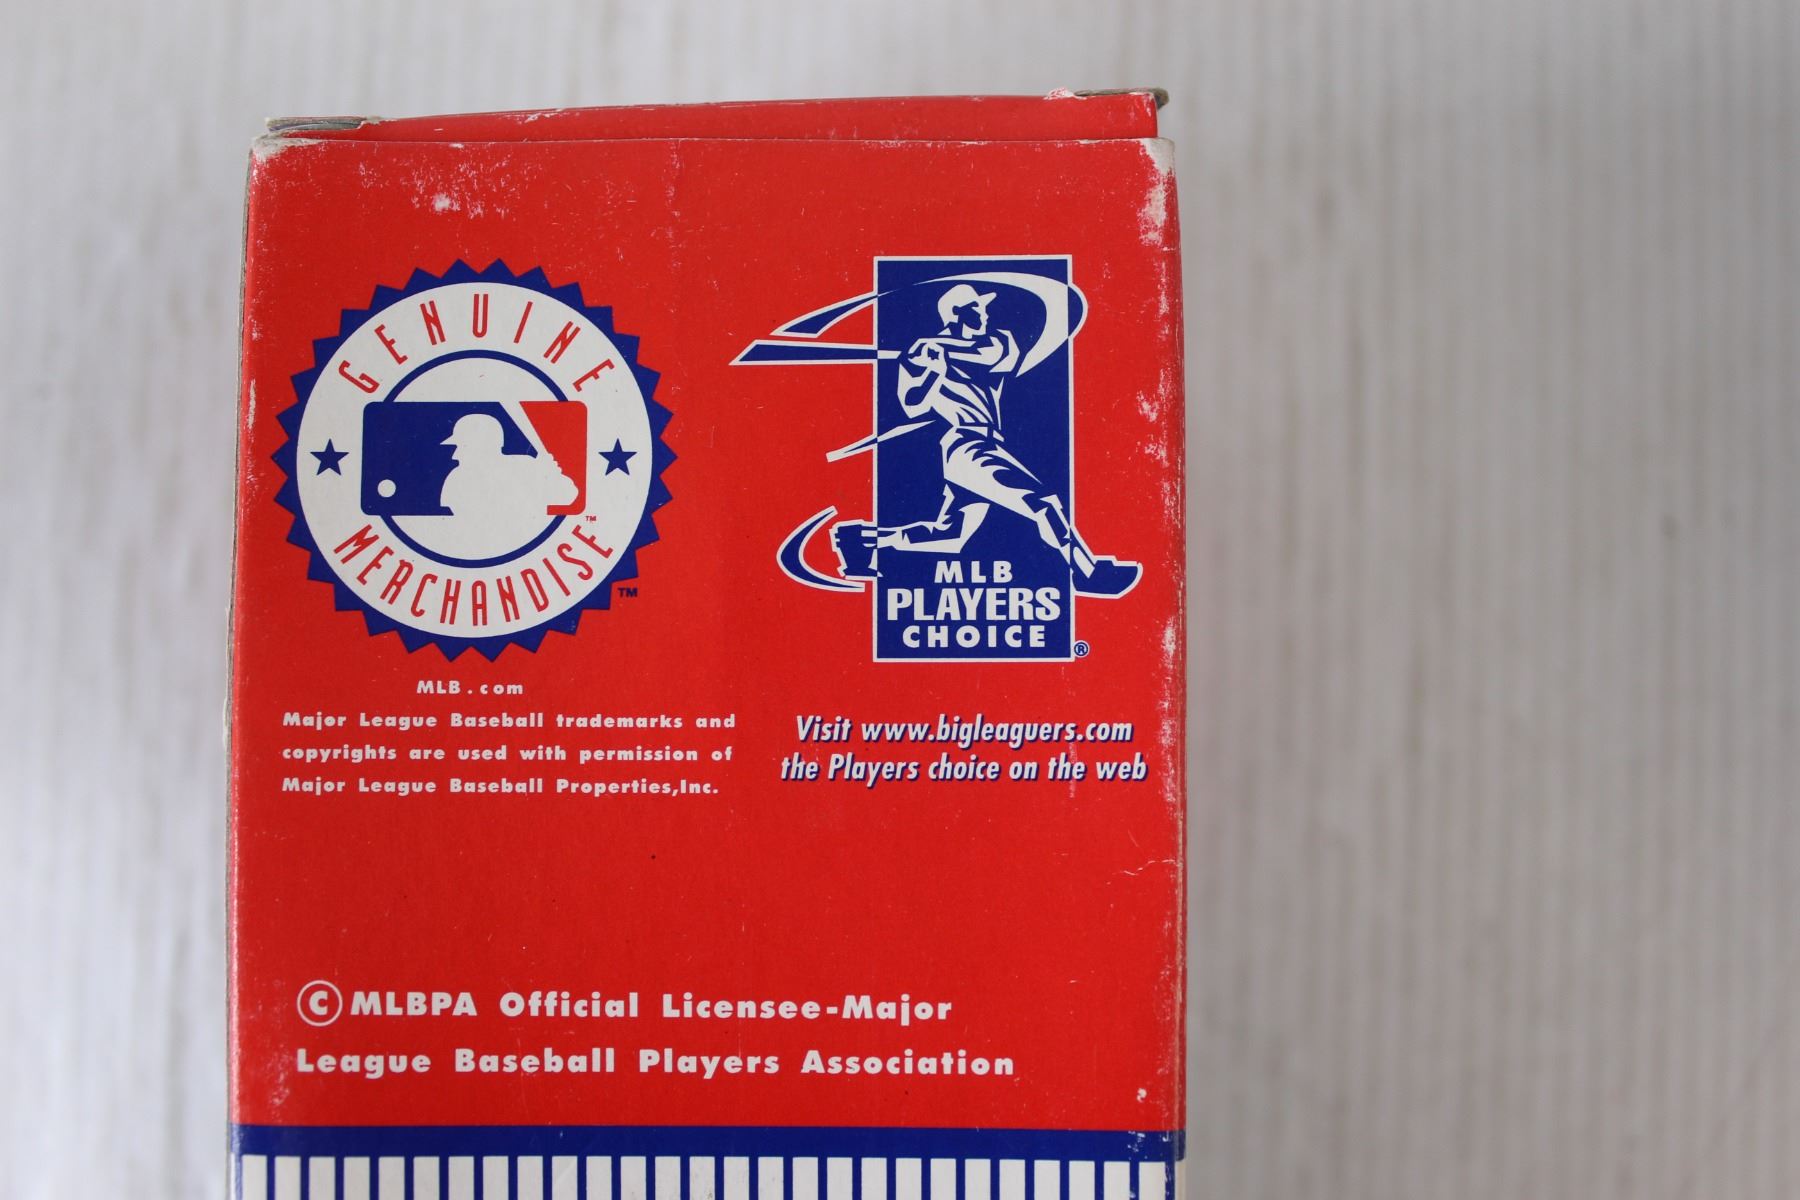 GENUINE
MERCHANDISE
™
™
MLB.com
Major League Baseball trademarks and
copyrights are used with permission of
Major League Baseball Properties,Inc.
MLB
PLAYERS
CHOICE
®
Visit www.bigleaguers.com
the Players choice on the web
©MLBPA Official Licensee-Major
League Baseball Players Association